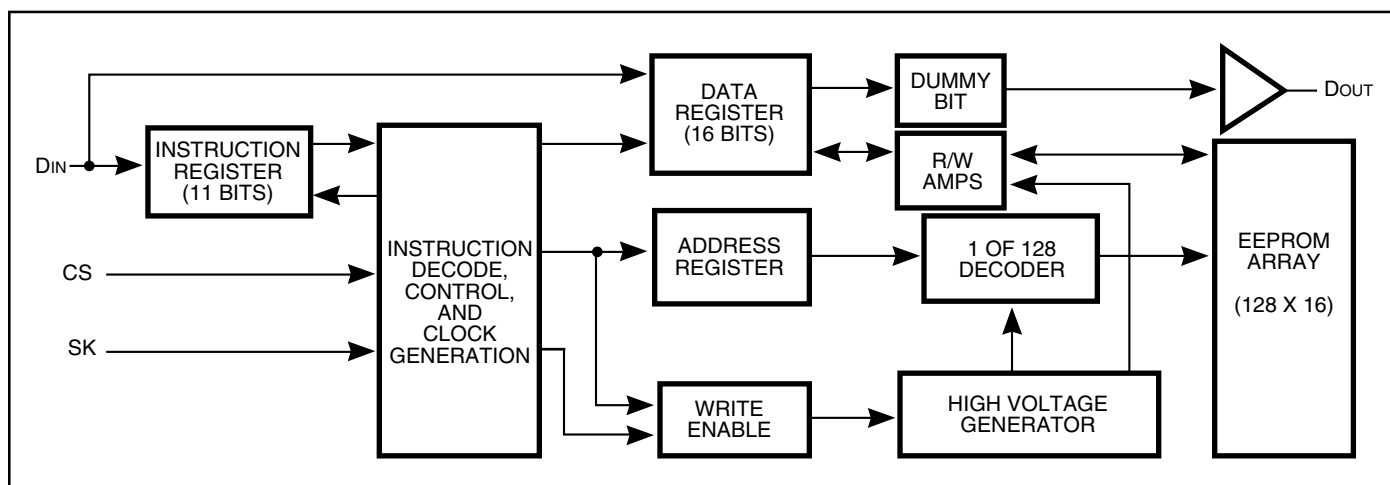 DIN
INSTRUCTION
REGISTER
(11 BITS)
CS
SK
INSTRUCTION
DECODE,
CONTROL,
AND
CLOCK
GENERATION
DATA
REGISTER
(16 BITS)
ADDRESS
REGISTER
WRITE
ENABLE
DUMMY
BIT
R/W
AMPS
1 OF 128
DECODER
HIGH VOLTAGE
GENERATOR
DOUT
EEPROM
ARRAY
(128 X 16)